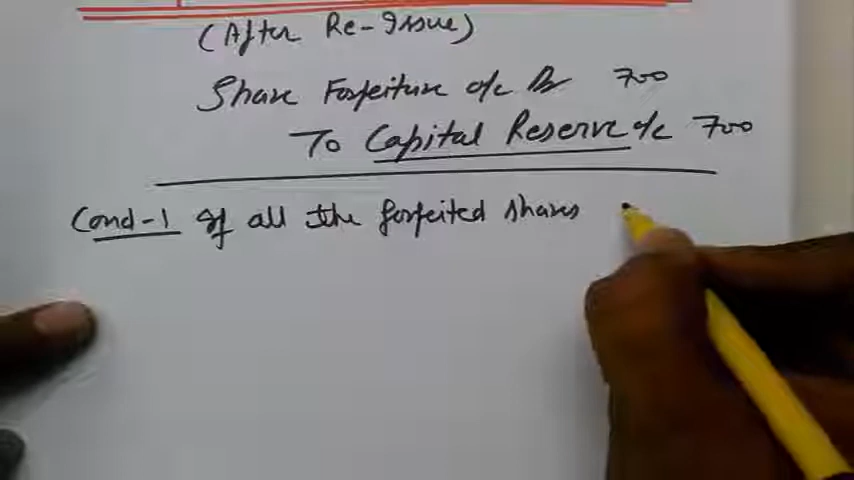 (After Re-Issue)
Share Forfeiture a/c Dr 700
To Capital Reserve a/c 700
Cond-1 If all the forfeited shares